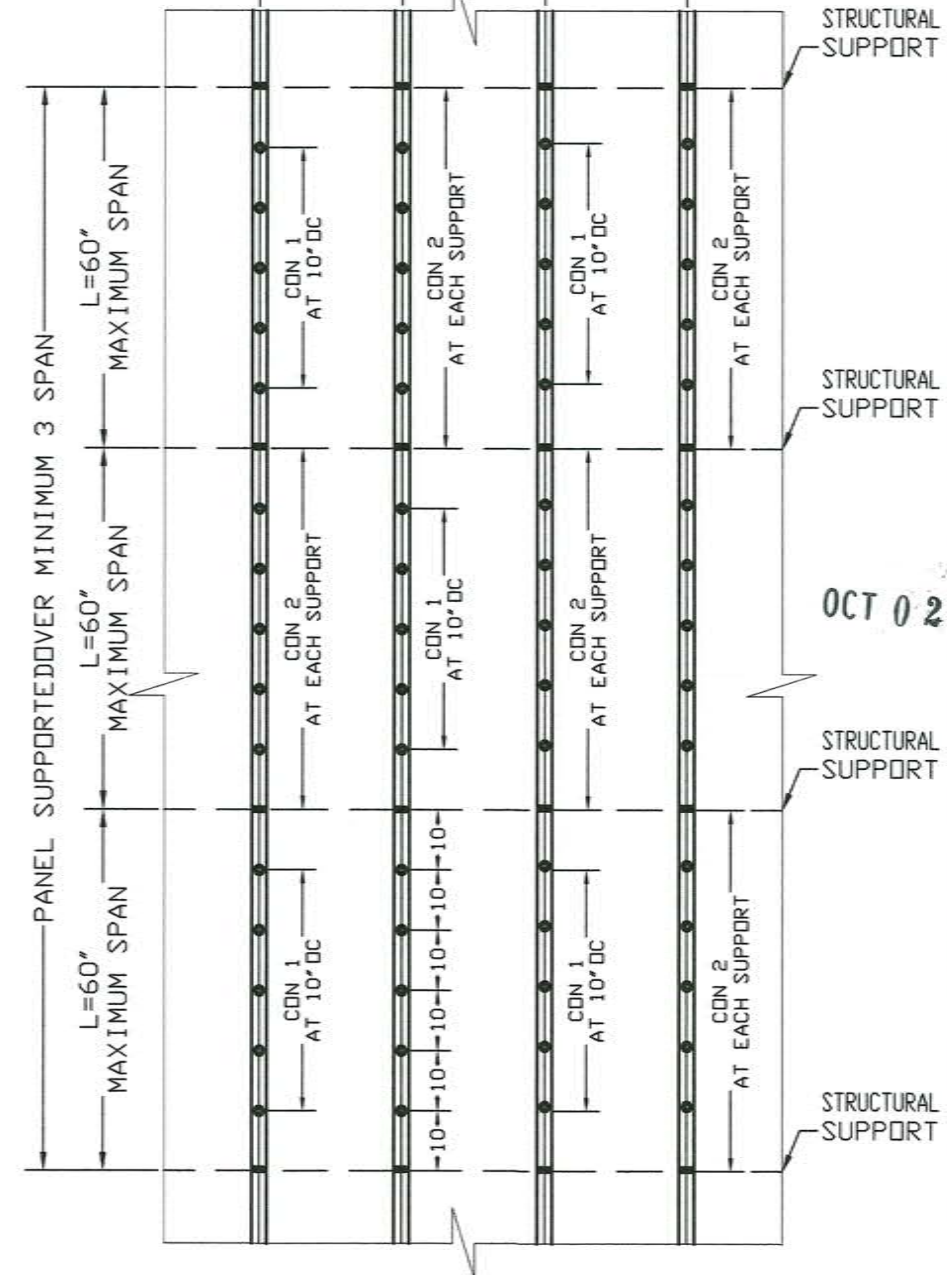 STRUCTURAL
SUPPORT
PANEL SUPPORTEDOVER MINIMUM 3 SPAN
L=60"
MAXIMUM SPAN
CON 1
AT 10" OC
CON 2
AT EACH SUPPORT
CON 1
AT 10" OC
CON 2
AT EACH SUPPORT
STRUCTURAL
SUPPORT
L=60"
MAXIMUM SPAN
CON 2
AT EACH SUPPORT
CON 1
AT 10" OC
CON 2
AT EACH SUPPORT
OCT 02
STRUCTURAL
SUPPORT
L=60"
MAXIMUM SPAN
CON 1
AT 10" OC
10
10
10
10
10
10
CON 1
AT 10" OC
CON 2
AT EACH SUPPORT
STRUCTURAL
SUPPORT